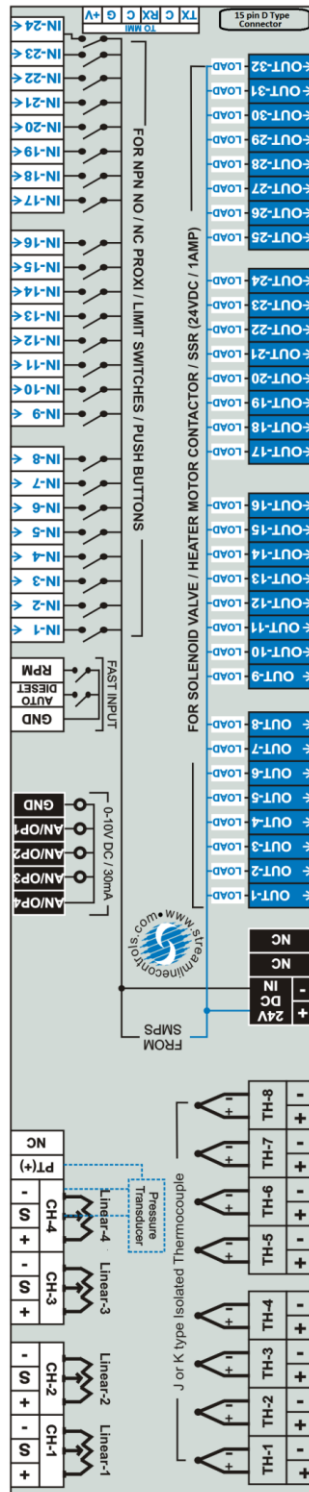 15 pin D Type
Connector
TX
C
RX
C
G
V+
TO MMI
IN-24
IN-23
IN-22
IN-21
IN-20
IN-19
IN-18
IN-17
IN-16
IN-15
IN-14
IN-13
IN-12
IN-11
IN-10
IN-9
IN-8
IN-7
IN-6
IN-5
IN-4
IN-3
IN-2
IN-1
FOR NPN NO / NC PROXI / LIMIT SWITCHES / PUSH BUTTONS
FOR SOLENOID VALVE / HEATER MOTOR CONTACTOR / SSR (24VDC / 1AMP)
LOAD OUT-32
LOAD OUT-31
LOAD OUT-30
LOAD OUT-29
LOAD OUT-28
LOAD OUT-27
LOAD OUT-26
LOAD OUT-25
LOAD OUT-24
LOAD OUT-23
LOAD OUT-22
LOAD OUT-21
LOAD OUT-20
LOAD OUT-19
LOAD OUT-18
LOAD OUT-17
LOAD OUT-16
LOAD OUT-15
LOAD OUT-14
LOAD OUT-13
LOAD OUT-12
LOAD OUT-11
LOAD OUT-10
LOAD OUT-9
LOAD OUT-8
LOAD OUT-7
LOAD OUT-6
LOAD OUT-5
LOAD OUT-4
LOAD OUT-3
LOAD OUT-2
LOAD OUT-1
RPM
AUTO
DIESET
GND
FAST INPUT
GND
AN/OP1
AN/OP2
AN/OP3
AN/OP4
0-10V DC / 30mA
www.streamlinecontrols.com
NC
NC
24V
DC
IN
-
+
FROM
SMPS
NC
PT(+)
Pressure
Transducer
- S + CH-4 Linear-4
- S + CH-3 Linear-3
- S + CH-2 Linear-2
- S + CH-1 Linear-1
J or K type Isolated Thermocouple
- + TH-8 - +
- + TH-7 - +
- + TH-6 - +
- + TH-5 - +
- + TH-4 - +
- + TH-3 - +
- + TH-2 - +
- + TH-1 - +